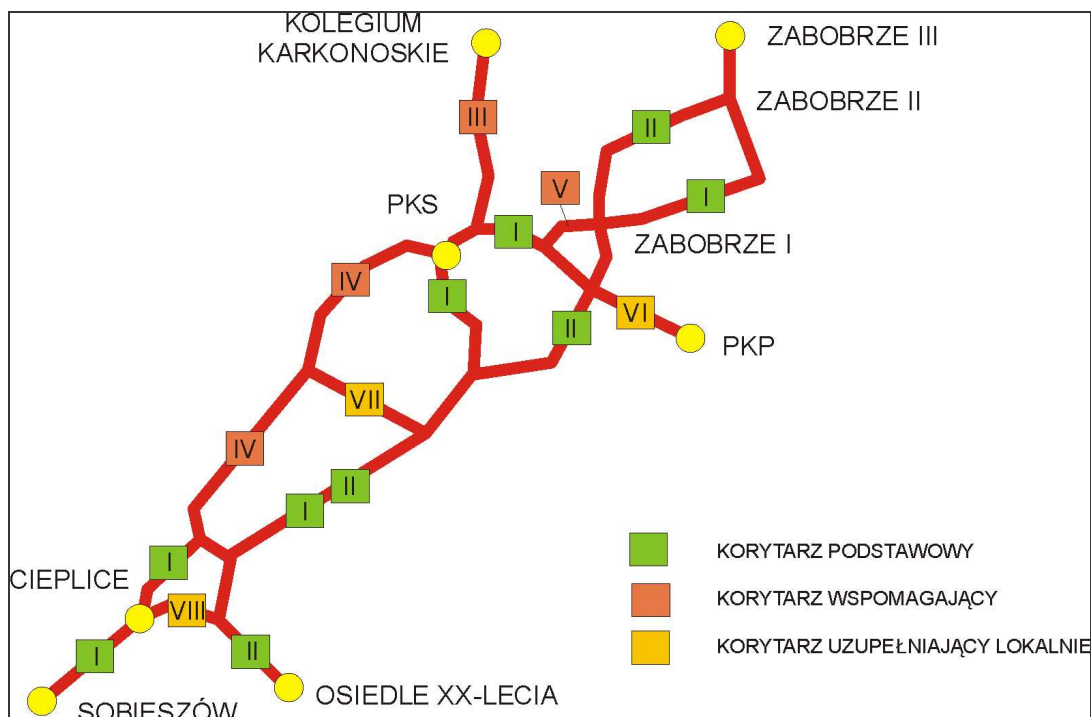 KOLEGIUM
KARKONOSKIE
ZABOBRZE III
ZABOBRZE II
III
II
V
I
PKS
I
ZABOBRZE I
IV
I
II
VI
PKP
VII
IV
II
I
KORYTARZ PODSTAWOWY
I
CIEPLICE
KORYTARZ WSPOMAGAJĄCY
VIII
KORYTARZ UZUPEŁNIAJĄCY LOKALNIE
I
II
OSIEDLE XX-LECIA
SOBIESZÓW